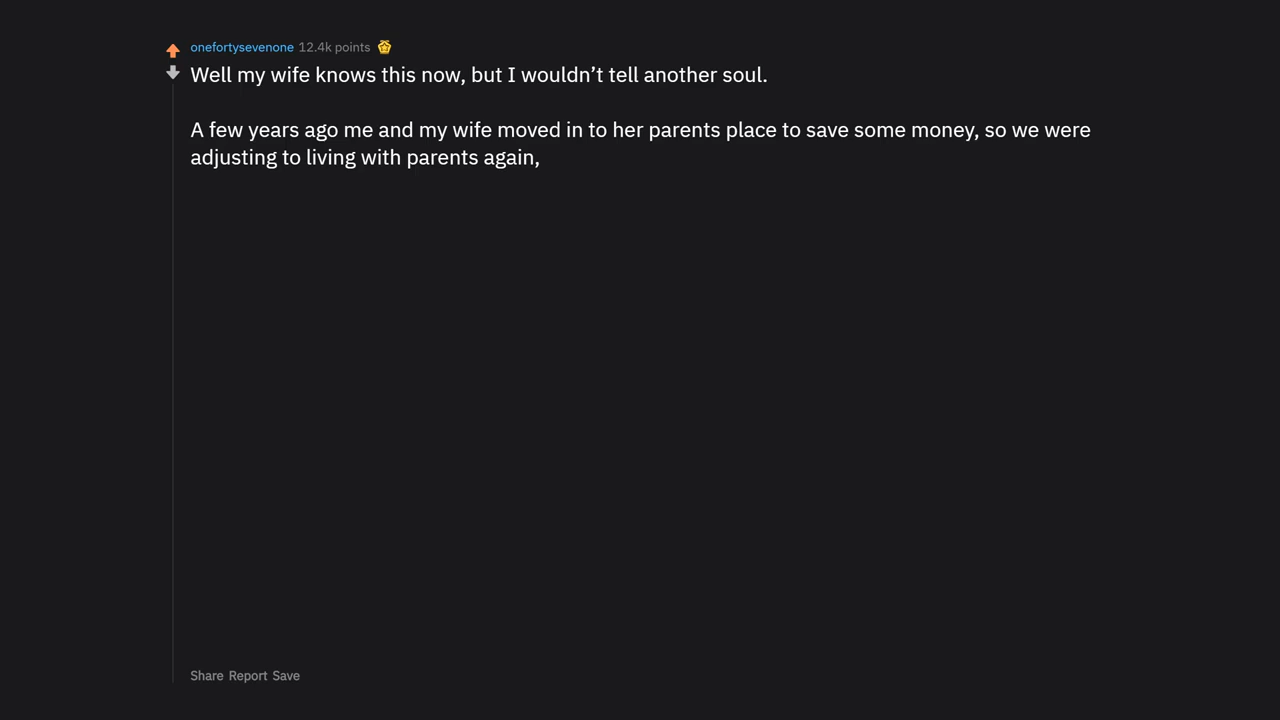 onefortysevenone 12.4k points
Well my wife knows this now, but I wouldn’t tell another soul.
A few years ago me and my wife moved in to her parents place to save some money, so we were
adjusting to living with parents again,
Share Report Save